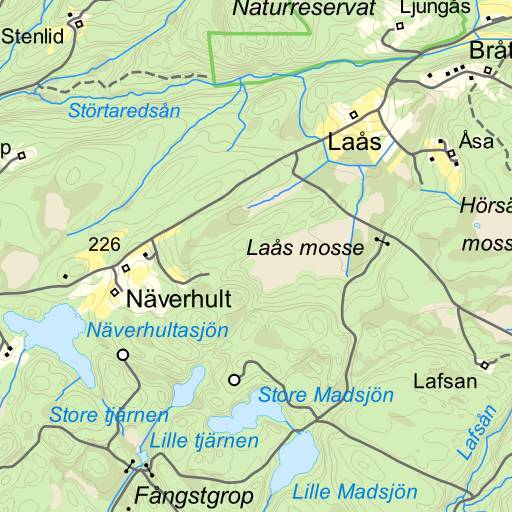 Naturreservat
Ljungås
Stenlid
Bråt
Störtaredsån
Laås
Åsa
p
Hörså
mosse
Laås mosse
226
Näverhult
Näverhultasjön
Lafsan
Store Madsjön
Store tjärnen
Lille tjärnen
Lafsån
Fångstgrop
Lille Madsjön